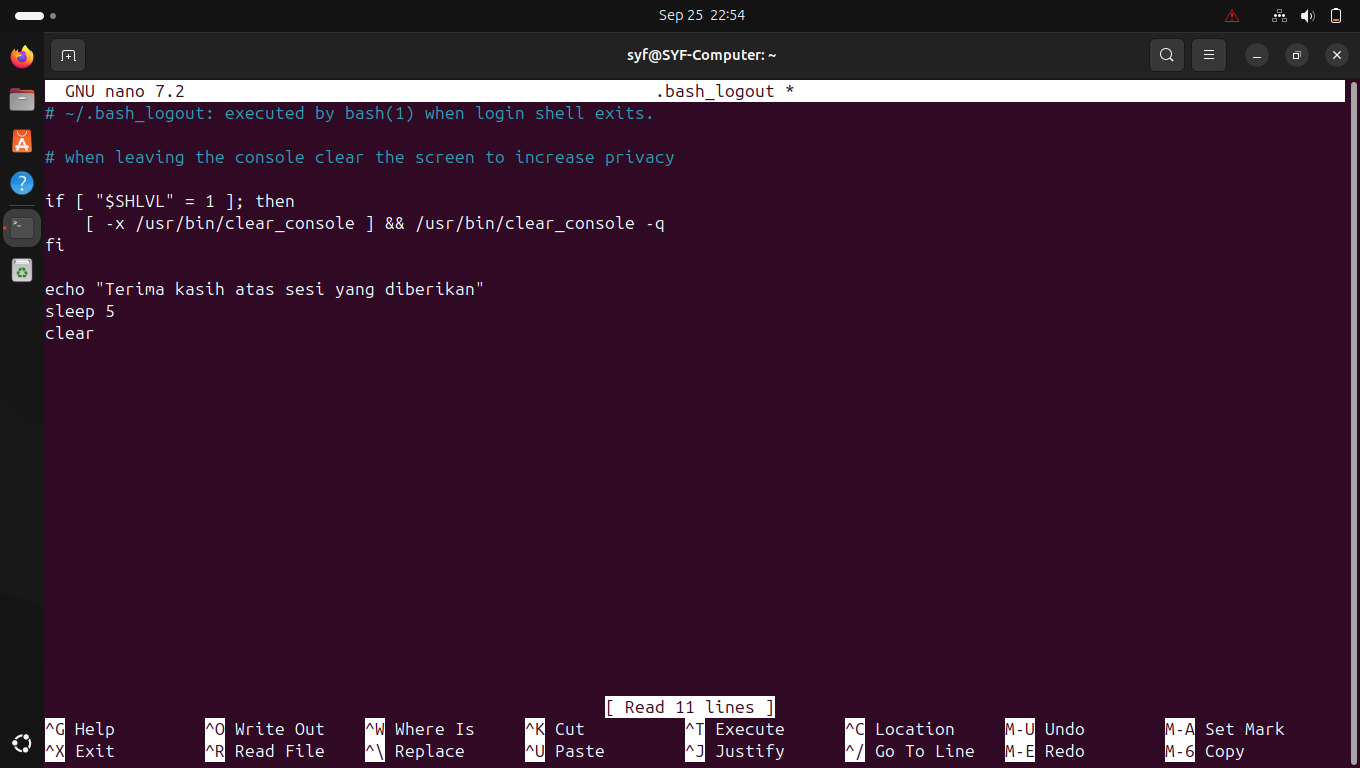 Sep 25 22:54
syf@SYF-Computer: ~
GNU nano 7.2 .bash_logout *
# ~/.bash_logout: executed by bash(1) when login shell exits.
# when leaving the console clear the screen to increase privacy
if [ "$SHLVL" = 1 ]; then
    [ -x /usr/bin/clear_console ] && /usr/bin/clear_console -q
fi
echo "Terima kasih atas sesi yang diberikan"
sleep 5
clear
[ Read 11 lines ]
^G Help ^O Write Out ^W Where Is ^K Cut ^T Execute ^C Location M-U Undo M-A Set Mark
^X Exit ^R Read File ^\ Replace ^U Paste ^J Justify ^/ Go To Line M-E Redo M-6 Copy